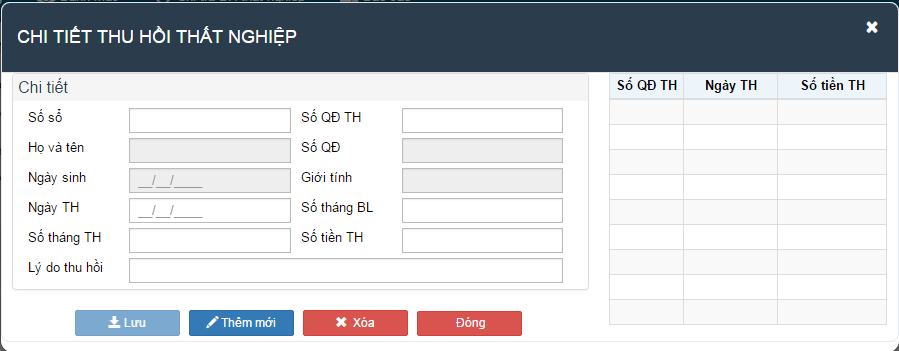 CHI TIẾT THU HỒI THẤT NGHIỆP
Chi tiết
Số sổ Số QĐ TH
Họ và tên Số QĐ
Ngày sinh __/__/____ Giới tính
Ngày TH __/__/____ Số tháng BL
Số tháng TH Số tiền TH
Lý do thu hồi
Lưu Thêm mới Xóa Đóng
Số QĐ TH Ngày TH Số tiền TH